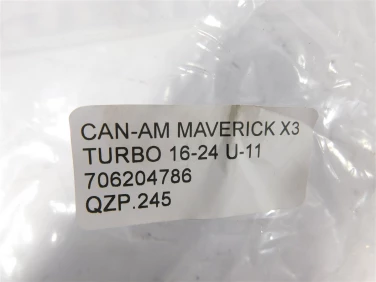 CAN-AM MAVERICK X3
TURBO 16-24 U-11
706204786
QZP.245